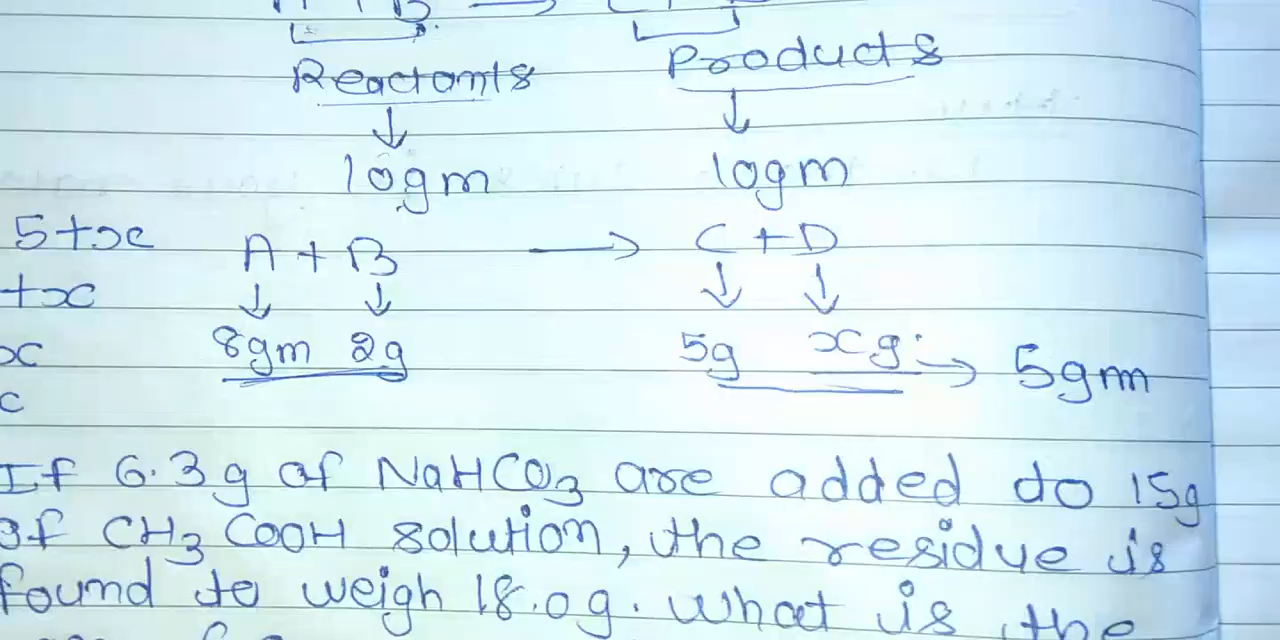 Reactants Products
↓ ↓
10gm 10gm
5+x A + B → C + D
+x ↓ ↓ ↓ ↓
x 8gm 2g 5g xg → 5gm
If 6.3g of NaHCO3 are added to 15g
of CH3COOH solution, the residue is
found to weigh 18.0g. What is the